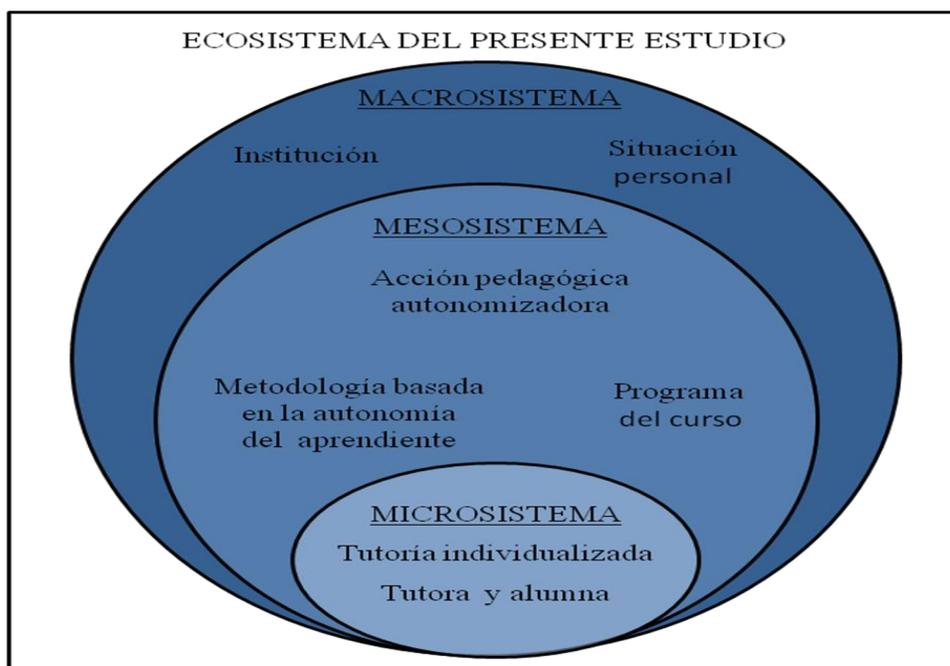 ECOSISTEMA DEL PRESENTE ESTUDIO
MACROSISTEMA
Institución
Situación
personal
MESOSISTEMA
Acción pedagógica
autonomizadora
Metodología basada
en la autonomía
del aprendiente
Programa
del curso
MICROSISTEMA
Tutoría individualizada
Tutora y alumna